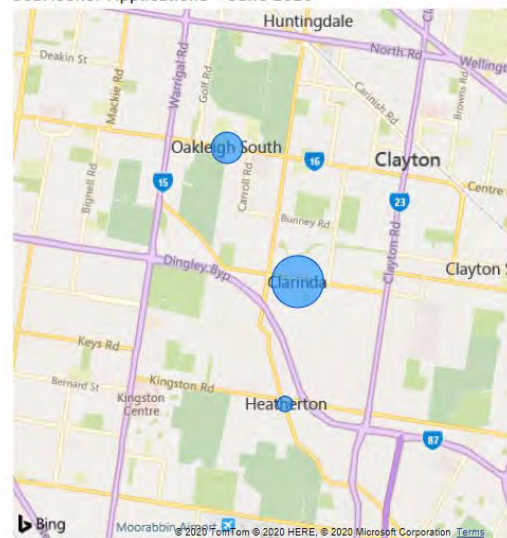 Huntingdale
North Rd
Wellingt
Deakin St
Mackie Rd
Warrigal Rd
Golf Rd
Carinish Rd
Browns Rd
Oakleigh South
16
Clayton
Bignell Rd
15
Carroll Rd
Centre
23
Bunney Rd
Clayton Rd
Dingley Byp
Clarinda
Clayton S
Keys Rd
Bernard St
Kingston Rd
Kingston
Centre
Heatherton
87
Bing
Moorabbin Airport
© 2020 TomTom © 2020 HERE, © 2020 Microsoft Corporation Terms